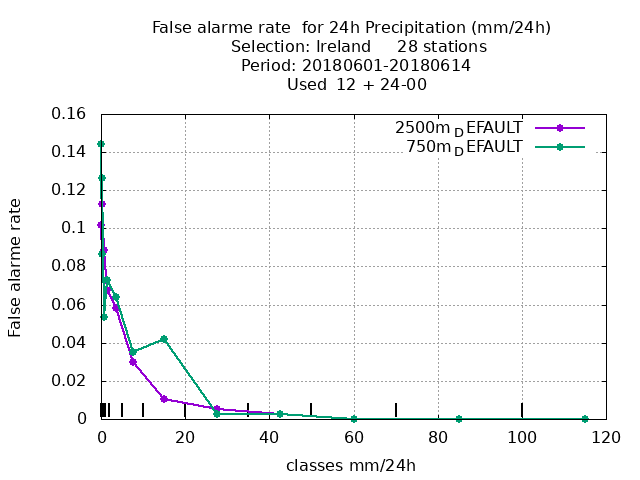 False alarme rate  for 24h Precipitation (mm/24h)
Selection: Ireland     28 stations
Period: 20180601-20180614
Used  12 + 24-00
2500m_DEFAULT
750m_DEFAULT
0.16
0.14
0.12
0.1
0.08
0.06
0.04
0.02
0
False alarme rate
0 20 40 60 80 100 120
classes mm/24h